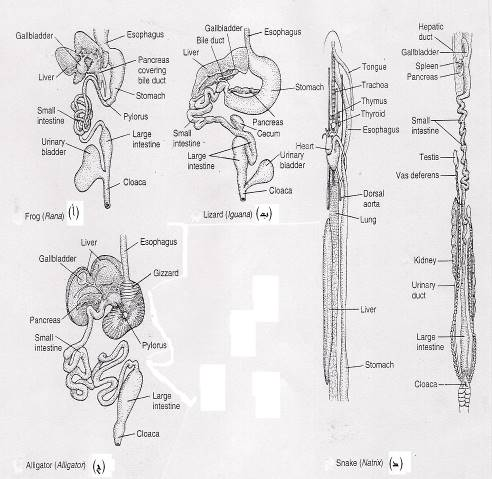 Gallbladder
Esophagus
Pancreas
covering
bile duct
Liver
Stomach
Pylorus
Small
intestine
Large
intestine
Urinary
bladder
Cloaca
Frog (Rana) (أ)
Gallbladder
Bile duct
Liver
Esophagus
Stomach
Pancreas
Cecum
Small
intestine
Large
intestine
Urinary
bladder
Cloaca
Lizard (Iguana)
Liver
Gallbladder
Esophagus
Gizzard
Pancreas
Small
intestine
Pylorus
Large
intestine
Cloaca
Alligator (Alligator)
Tongue
Trachoa
Thymus
Thyroid
Esophagus
Heart
Dorsal
aorta
Lung
Liver
Stomach
Hepatic
duct
Gallbladder
Spleen
Pancreas
Small
intestine
Testis
Vas deferens
Kidney
Urinary
duct
Large
intestine
Cloaca
Snake (Natrix)